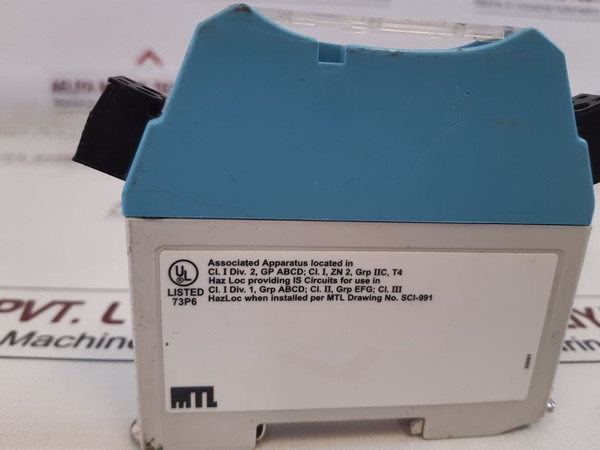 Associated Apparatus located in
Cl. I Div. 2, GP ABCD; Cl. I, ZN 2, Grp IIC, T4
Haz Loc providing IS Circuits for use in
Cl. I Div. 1, Grp ABCD; Cl. II, Grp EFG; Cl. III
HazLoc when installed per MTL Drawing No. SCI-991
UL
LISTED
73P6
MTL
PVT. L
Machine